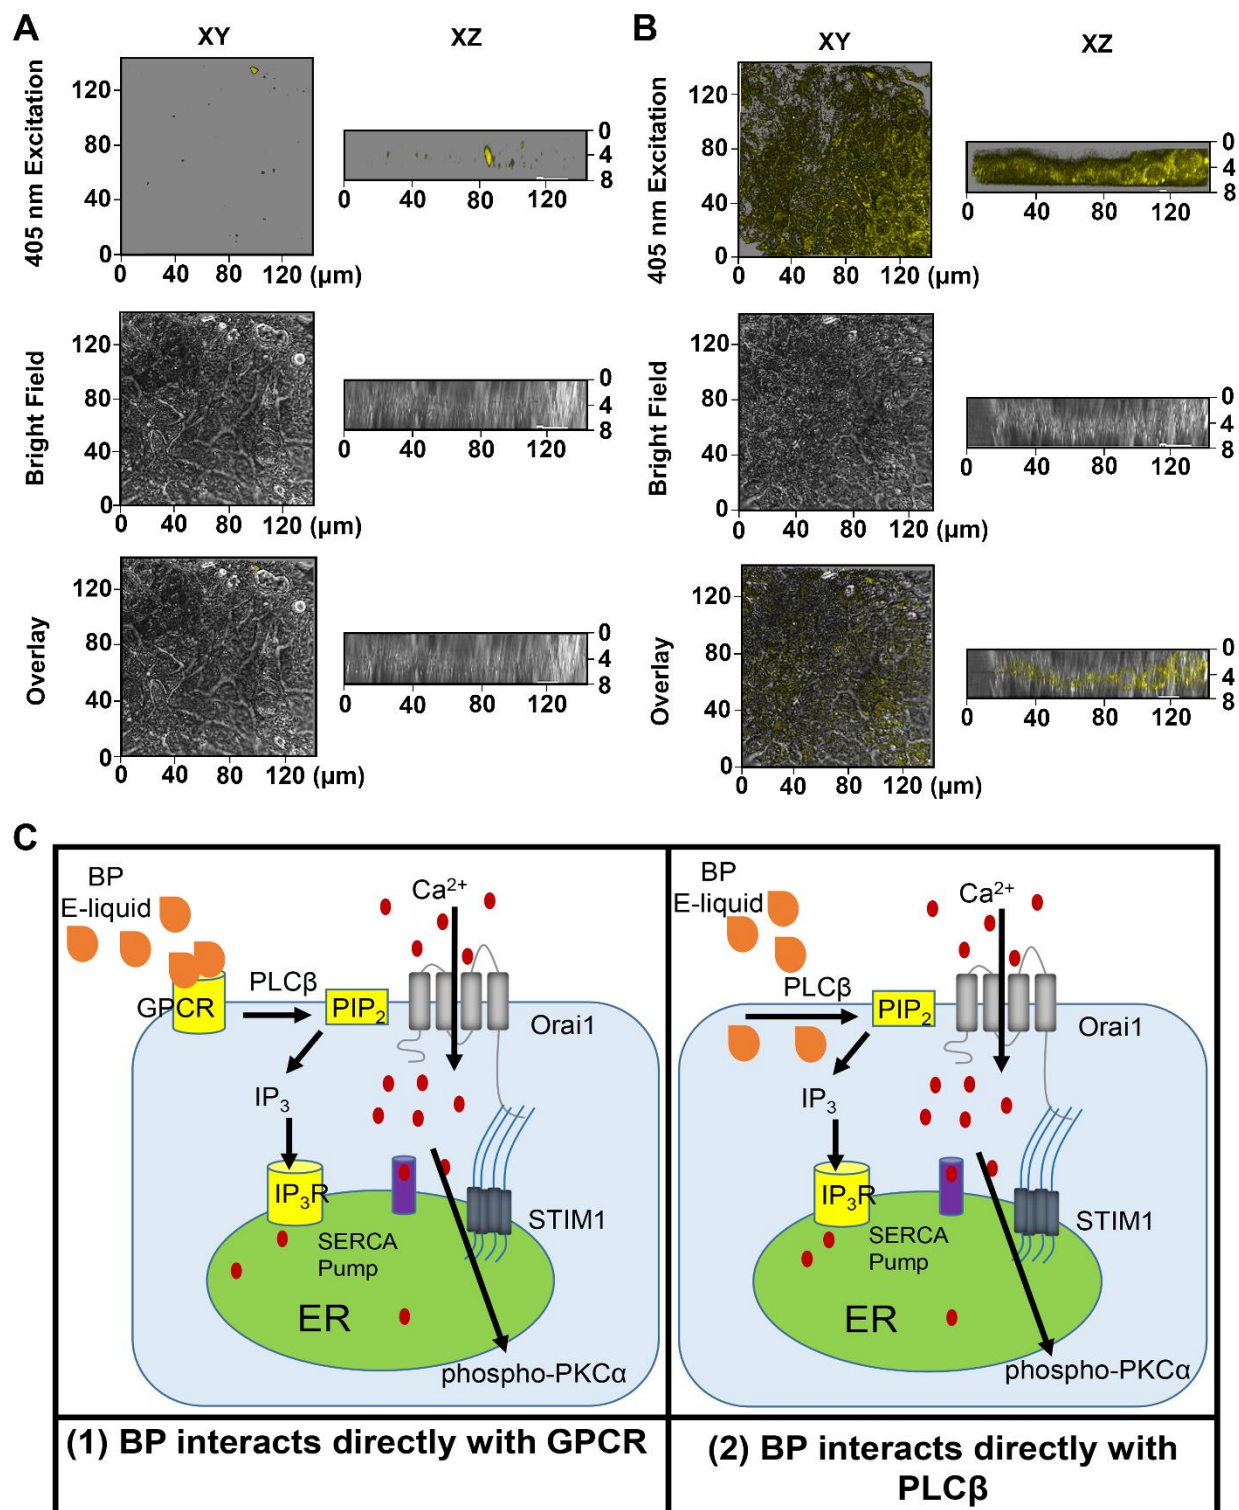 A
XY
XZ
405 nm Excitation
120
80
40
0
0 40 80 120 (µm)
0
4
8
0 40 80 120
Bright Field
120
80
40
0
0 40 80 120 (µm)
0
4
8
0 40 80 120
Overlay
120
80
40
0
0 40 80 120 (µm)
0
4
8
0 40 80 120
B
XY
XZ
405 nm Excitation
120
80
40
0
0 40 80 120 (µm)
0
4
8
0 40 80 120
Bright Field
120
80
40
0
0 40 80 120 (µm)
0
4
8
0 40 80 120
Overlay
120
80
40
0
0 40 80 120 (µm)
0
4
8
0 40 80 120
C
BP
E-liquid
Ca²⁺
GPCR
PLCβ
PIP₂
Orai1
IP₃
IP₃R
STIM1
SERCA
Pump
ER
phospho-PKCα
(1) BP interacts directly with GPCR
BP
E-liquid
Ca²⁺
PLCβ
PIP₂
Orai1
IP₃
IP₃R
STIM1
SERCA
Pump
ER
phospho-PKCα
(2) BP interacts directly with
PLCβ